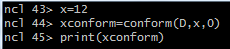 ncl 43> x=12
ncl 44> xconform=conform(D,x,0)
ncl 45> print(xconform)